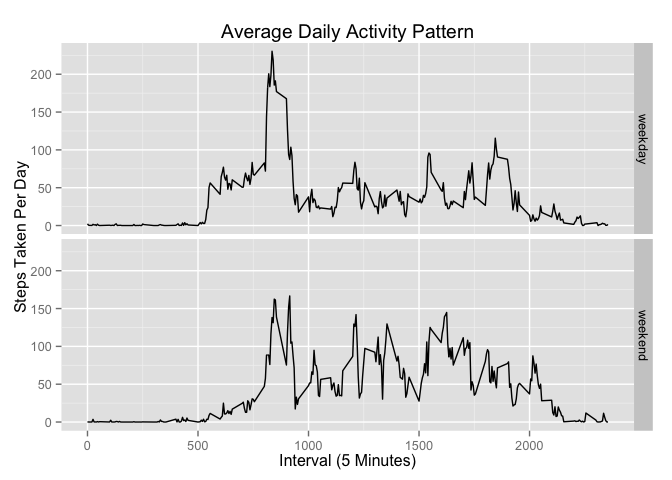 Average Daily Activity Pattern
Steps Taken Per Day
200
150
100
50
0
weekday
200
150
100
50
0
weekend
0 500 1000 1500 2000
Interval (5 Minutes)